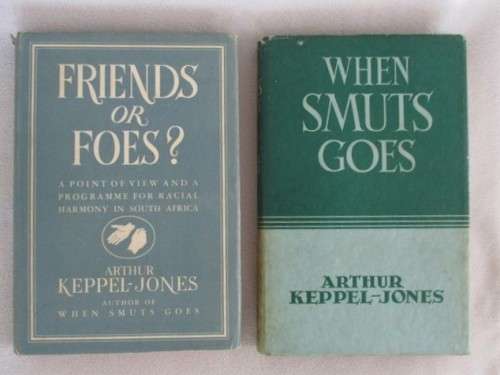 FRIENDS
OR
FOES?
A POINT OF VIEW AND A
PROGRAMME FOR RACIAL
HARMONY IN SOUTH AFRICA
ARTHUR
KEPPEL-JONES
AUTHOR OF
WHEN SMUTS GOES
WHEN
SMUTS
GOES
ARTHUR
KEPPEL-JONES